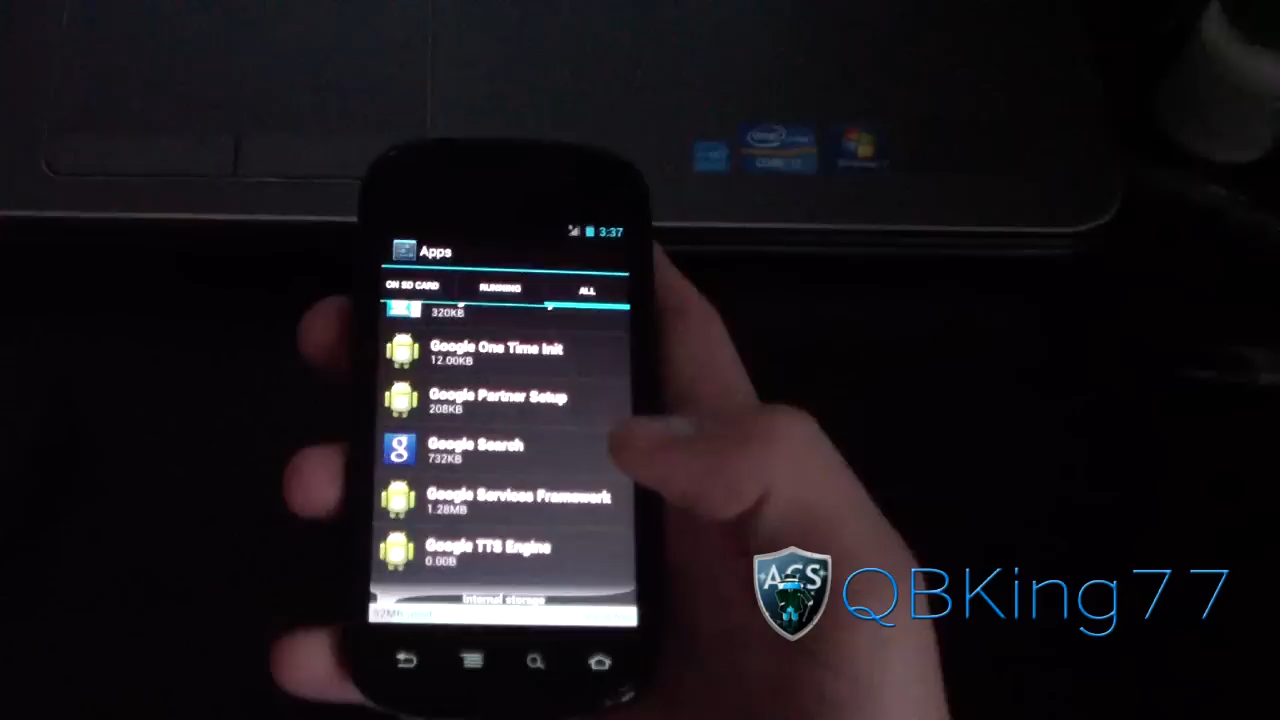 3:37
Apps
ON SD CARD
RUNNING
ALL
320KB
Google One Time Init
12.00KB
Google Partner Setup
208KB
Google Search
732KB
Google Services Framework
1.28MB
Google TTS Engine
0.00B
Internal storage
ACS
QBKing77